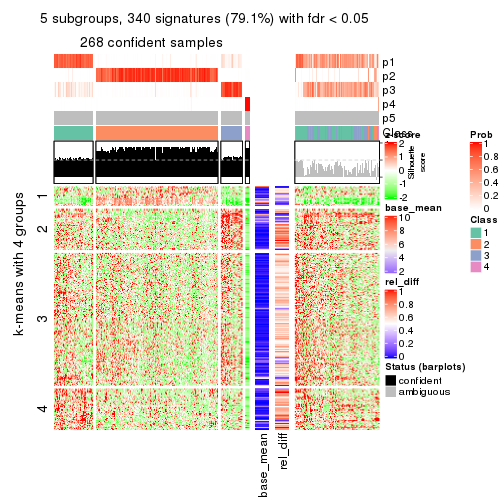 5 subgroups, 340 signatures (79.1%) with fdr < 0.05
268 confident samples
p1
p2
p3
p4
p5
Class
Silhouette
score
1
2
3
4
k-means with 4 groups
base_mean
rel_diff
z-score
2
1
0
-1
-2
base_mean
10
8
6
4
2
rel_diff
1
0.8
0.6
0.4
0.2
0
Status (barplots)
confident
ambiguous
Prob
1
0.8
0.6
0.4
0.2
0
Class
1
2
3
4